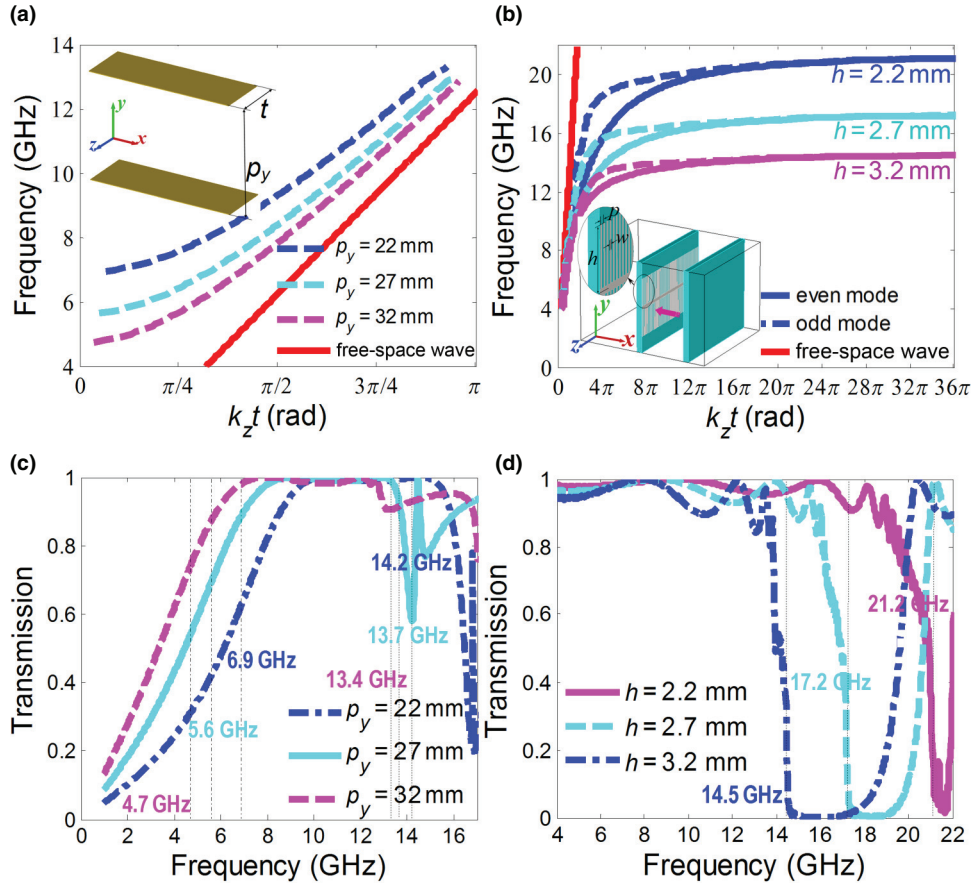 (a)
14
12
10
8
6
4
Frequency (GHz)
y
z
x
t
p_y
p_y = 22 mm
p_y = 27 mm
p_y = 32 mm
free-space wave
0
π/4
π/2
3π/4
π
k_z t (rad)
(b)
20
16
12
8
4
0
Frequency (GHz)
h = 2.2 mm
h = 2.7 mm
h = 3.2 mm
p
w
h
y
z
x
even mode
odd mode
free-space wave
0
4π
8π
12π
16π
20π
24π
28π
32π
36π
k_z t (rad)
(c)
1
0.8
0.6
0.4
0.2
0
Transmission
14.2 GHz
13.7 GHz
13.4 GHz
6.9 GHz
5.6 GHz
4.7 GHz
p_y = 22 mm
p_y = 27 mm
p_y = 32 mm
0
2
4
6
8
10
12
14
16
Frequency (GHz)
(d)
1
0.8
0.6
0.4
0.2
0
Transmission
21.2 GHz
17.2 GHz
14.5 GHz
h = 2.2 mm
h = 2.7 mm
h = 3.2 mm
4
6
8
10
12
14
16
18
20
22
Frequency (GHz)